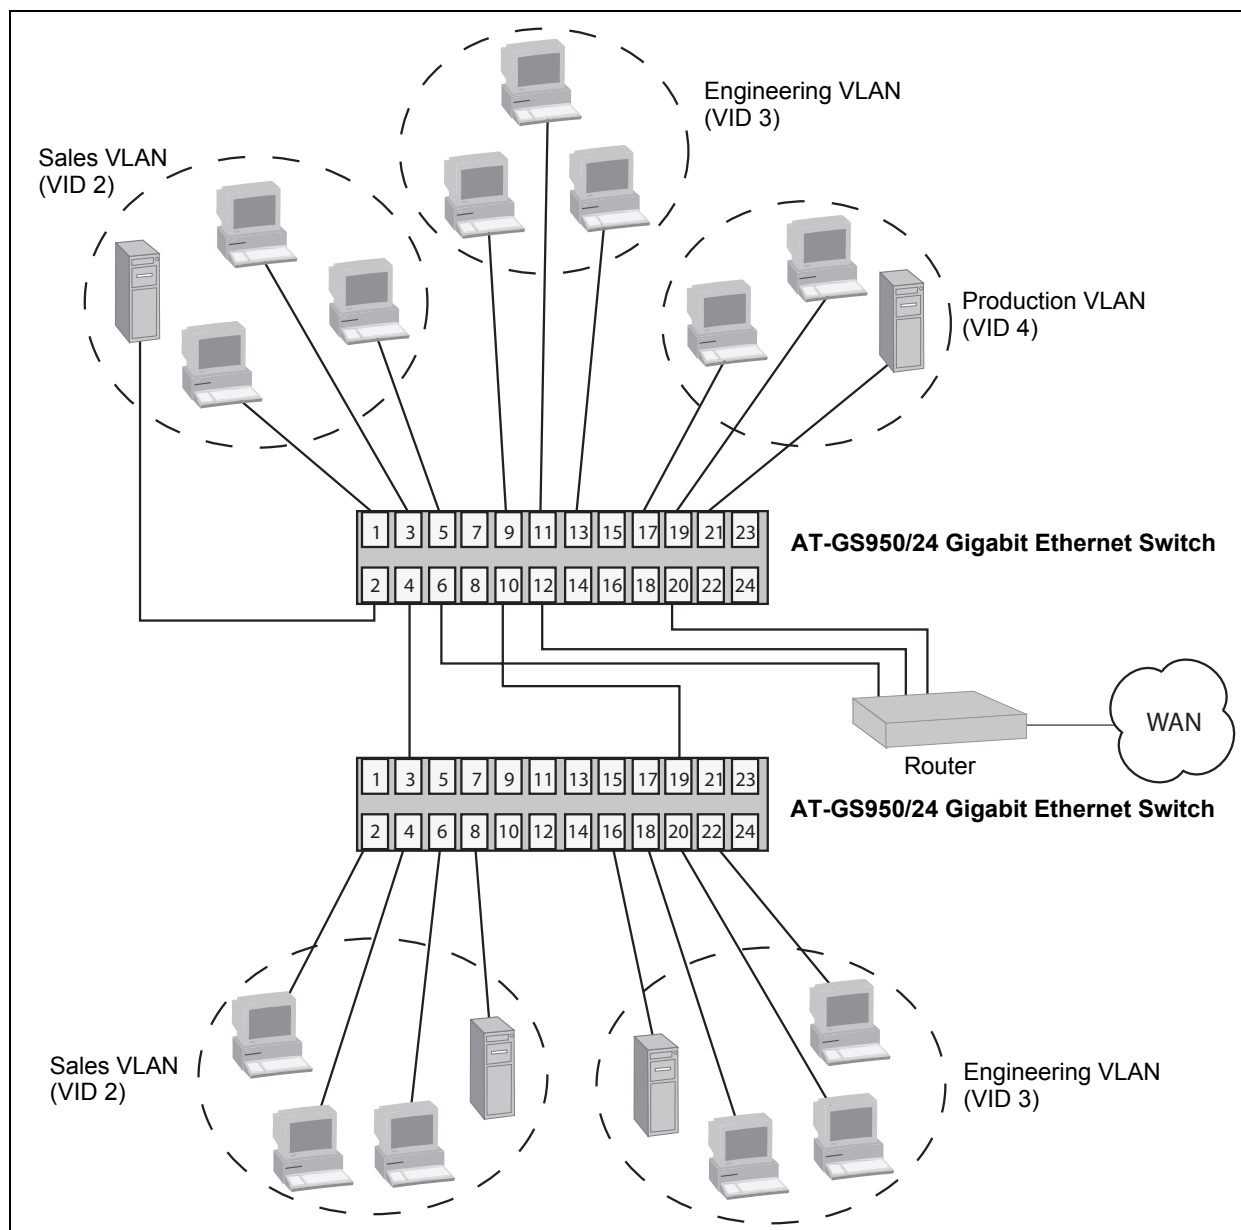 Engineering VLAN
(VID 3)
Sales VLAN
(VID 2)
Production VLAN
(VID 4)
1 3 5 7 9 11 13 15 17 19 21 23
AT-GS950/24 Gigabit Ethernet Switch
2 4 6 8 10 12 14 16 18 20 22 24
WAN
Router
1 3 5 7 9 11 13 15 17 19 21 23
AT-GS950/24 Gigabit Ethernet Switch
2 4 6 8 10 12 14 16 18 20 22 24
Sales VLAN
(VID 2)
Engineering VLAN
(VID 3)